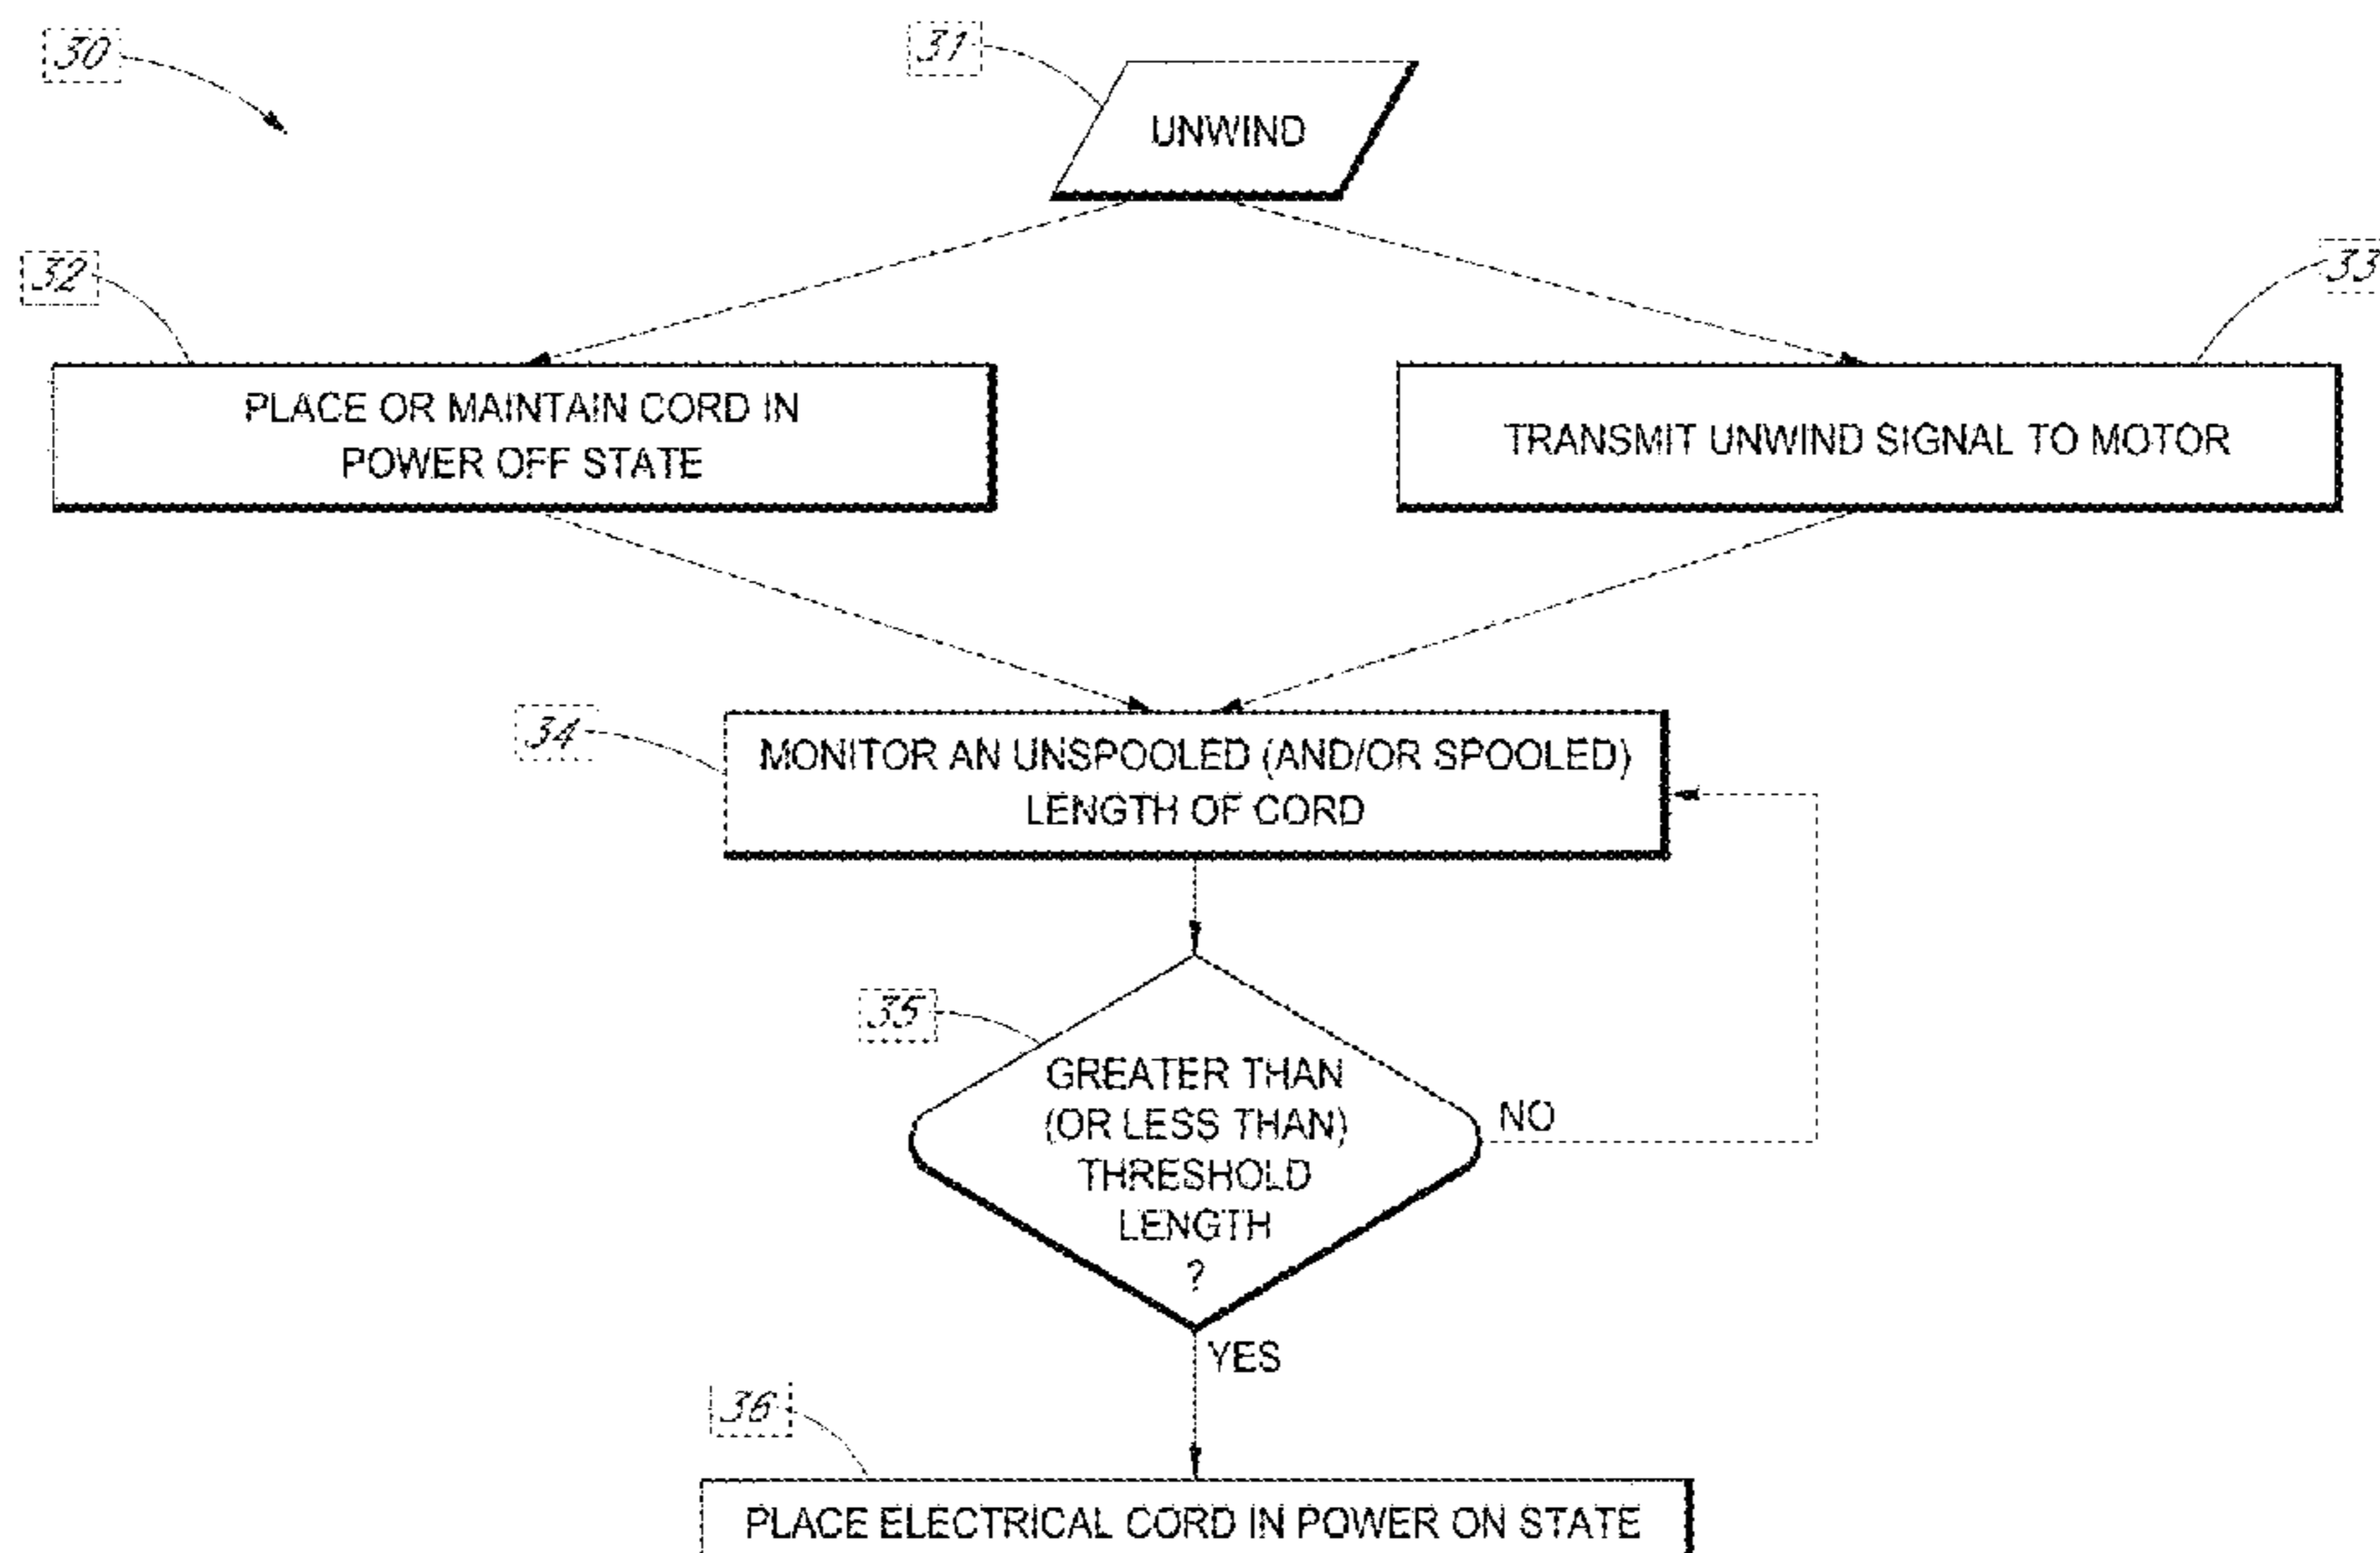 30
31
UNWIND
32
33
PLACE OR MAINTAIN CORD IN
POWER OFF STATE
TRANSMIT UNWIND SIGNAL TO MOTOR
34
MONITOR AN UNSPOOLED (AND/OR SPOOLED)
LENGTH OF CORD
35
GREATER THAN
(OR LESS THAN)
THRESHOLD
LENGTH
?
NO
YES
36
PLACE ELECTRICAL CORD IN POWER ON STATE